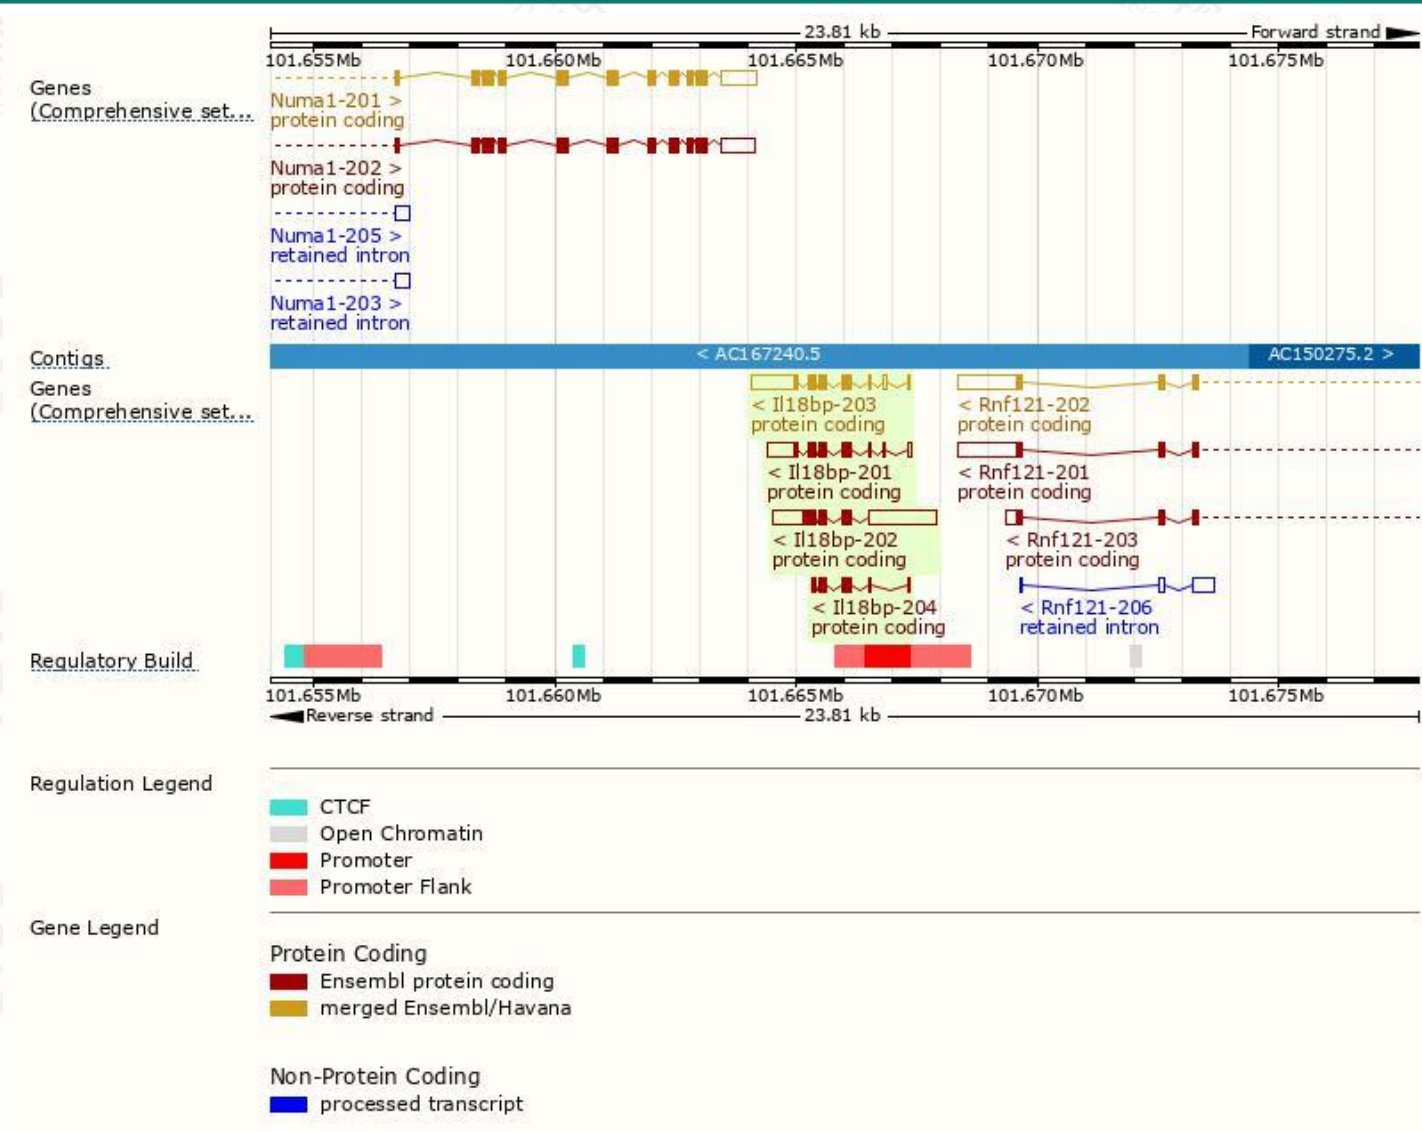 23.81 kb Forward strand
101.655Mb 101.660Mb 101.665Mb 101.670Mb 101.675Mb
Genes
(Comprehensive set...
Numa1-201 >
protein coding
Numa1-202 >
protein coding
Numa1-205 >
retained intron
Numa1-203 >
retained intron
Contigs < AC167240.5 AC150275.2 >
Genes
(Comprehensive set...
< Il18bp-203 < Rnf121-202
protein coding protein coding
< Il18bp-201 < Rnf121-201
protein coding protein coding
< Il18bp-202 < Rnf121-203
protein coding protein coding
< Il18bp-204 < Rnf121-206
protein coding retained intron
Regulatory Build
101.655Mb 101.660Mb 101.665Mb 101.670Mb 101.675Mb
Reverse strand 23.81 kb
Regulation Legend
CTCF
Open Chromatin
Promoter
Promoter Flank
Gene Legend
Protein Coding
Ensembl protein coding
merged Ensembl/Havana
Non-Protein Coding
processed transcript